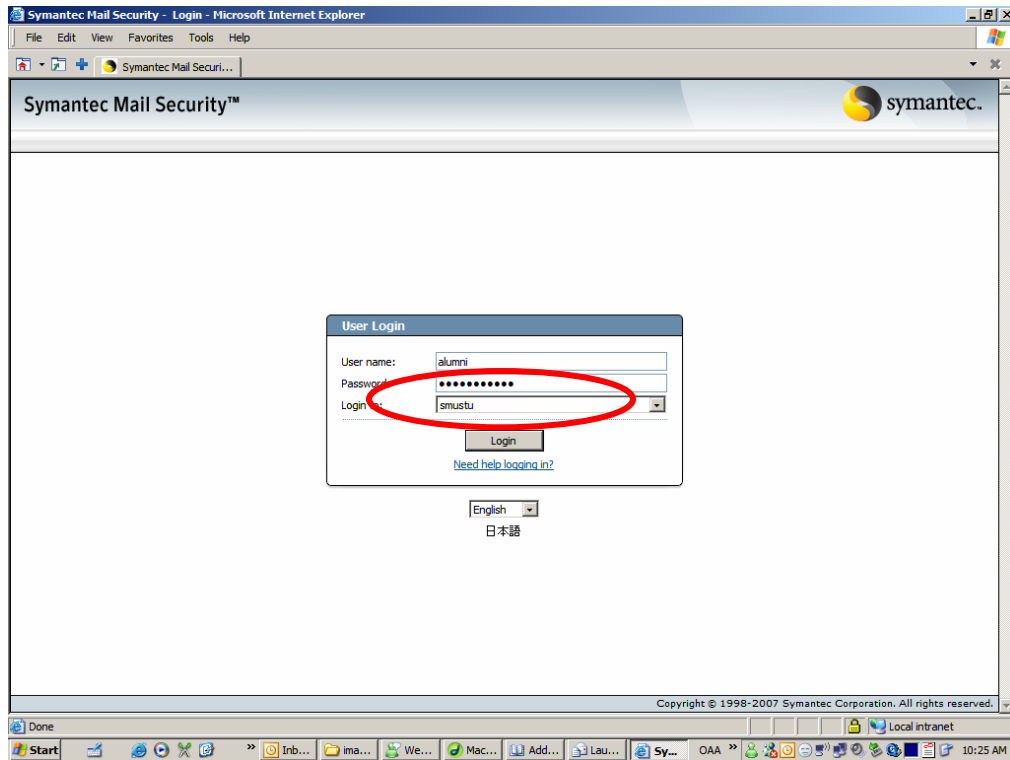 Symantec Mail Security - Login - Microsoft Internet Explorer
File Edit View Favorites Tools Help
Symantec Mail Securi...
Symantec Mail Security™
symantec.
User Login
User name: alumni
Password: •••••••••••
Login smustu
Login
Need help logging in?
English
日本語
Copyright © 1998-2007 Symantec Corporation. All rights reserved.
Done Local intranet
Start » Inb... ima... We... Mac... Add... Lau... Sy... OAA » 10:25 AM